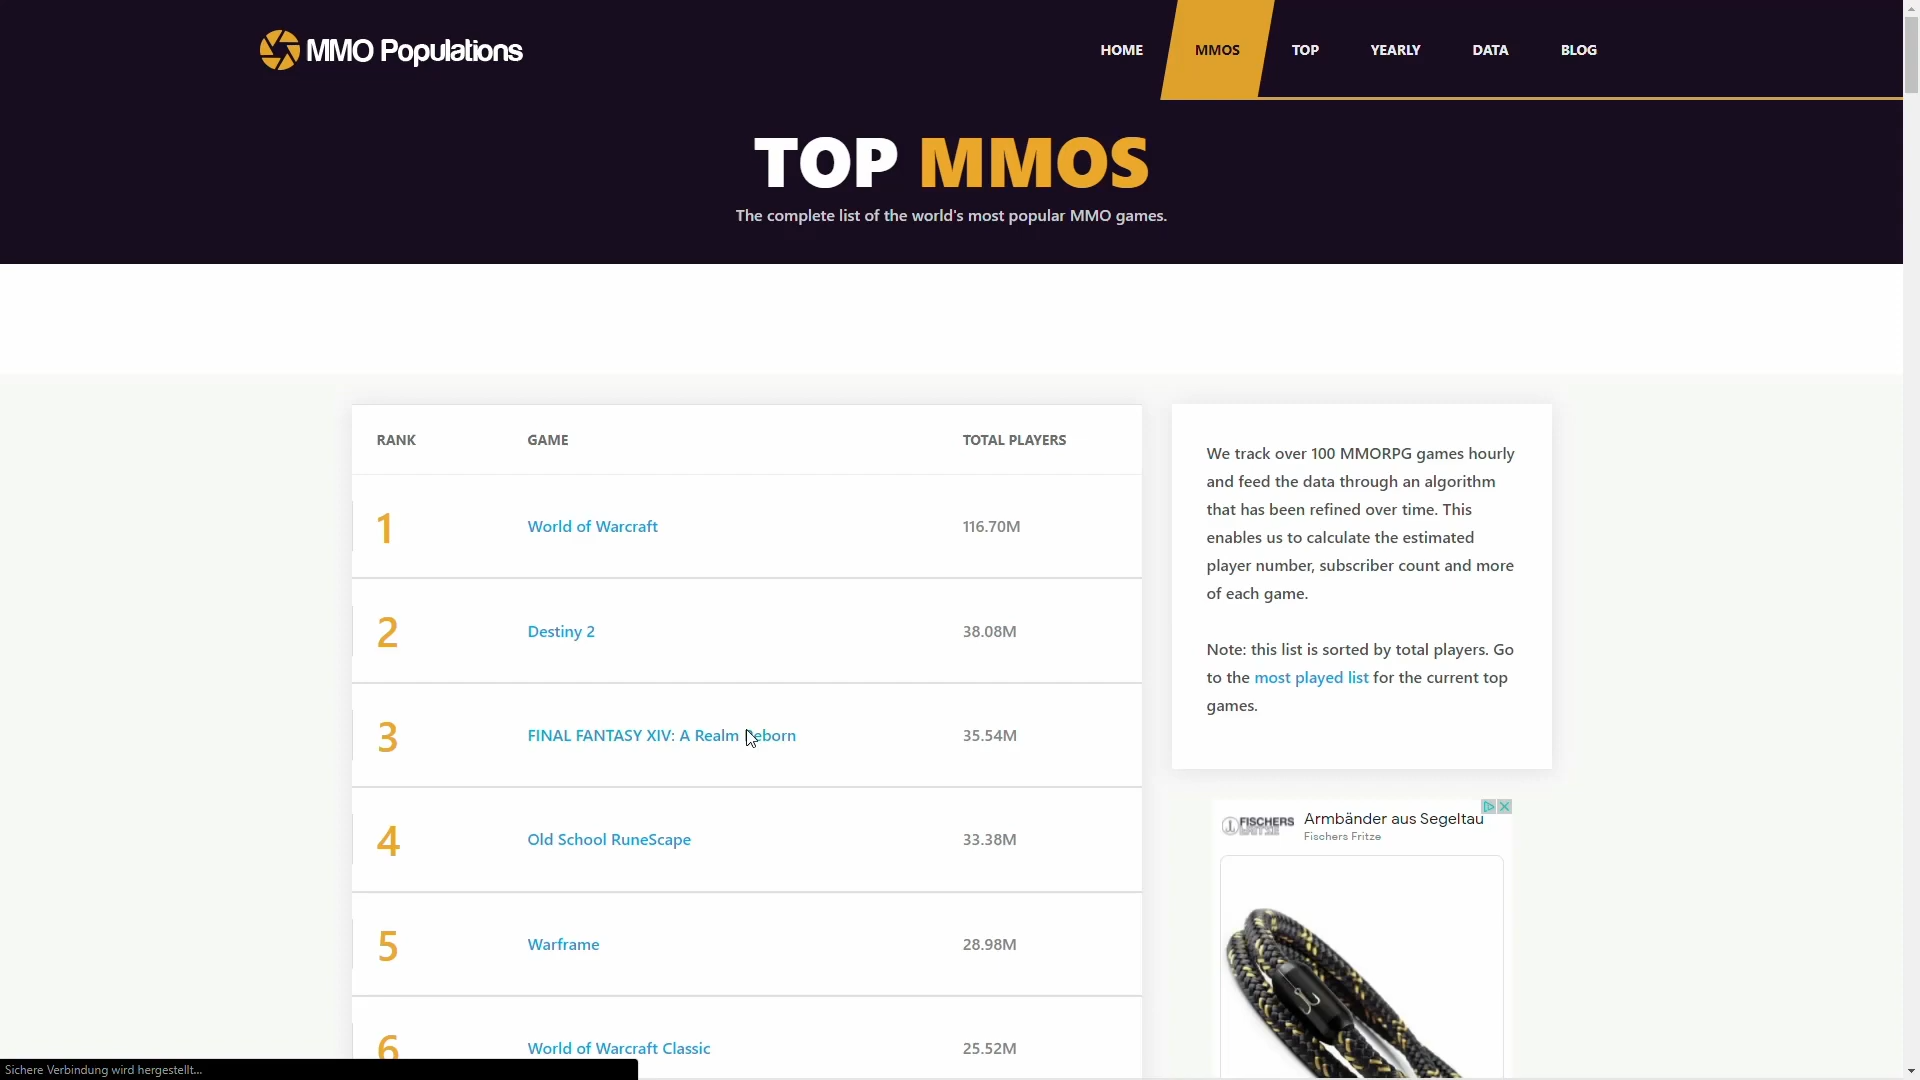 MMO Populations
HOME
MMOS
TOP
YEARLY
DATA
BLOG
TOP MMOS
The complete list of the world's most popular MMO games.
RANK GAME TOTAL PLAYERS
1 World of Warcraft 116.70M
2 Destiny 2 38.08M
3 FINAL FANTASY XIV: A Realm Reborn 35.54M
4 Old School RuneScape 33.38M
5 Warframe 28.98M
6 World of Warcraft Classic 25.52M
We track over 100 MMORPG games hourly
and feed the data through an algorithm
that has been refined over time. This
enables us to calculate the estimated
player number, subscriber count and more
of each game.
Note: this list is sorted by total players. Go
to the most played list for the current top
games.
FISCHERS
FRITZE
Armbänder aus Segeltau
Fischers Fritze
Sichere Verbindung wird hergestellt...